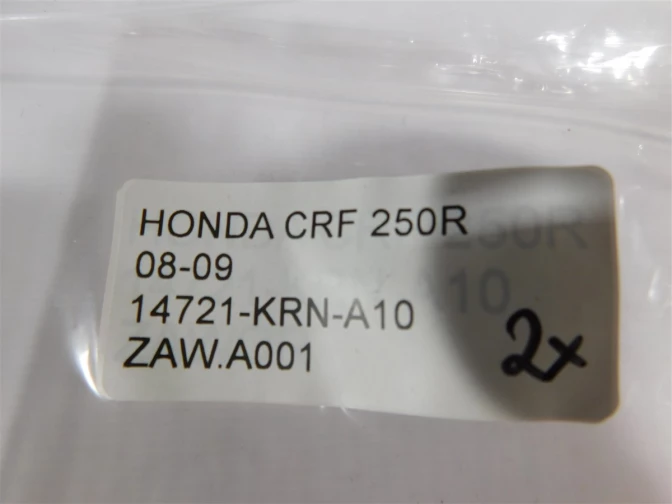 HONDA CRF 250R
08-09
14721-KRN-A10
ZAW.A001
2x